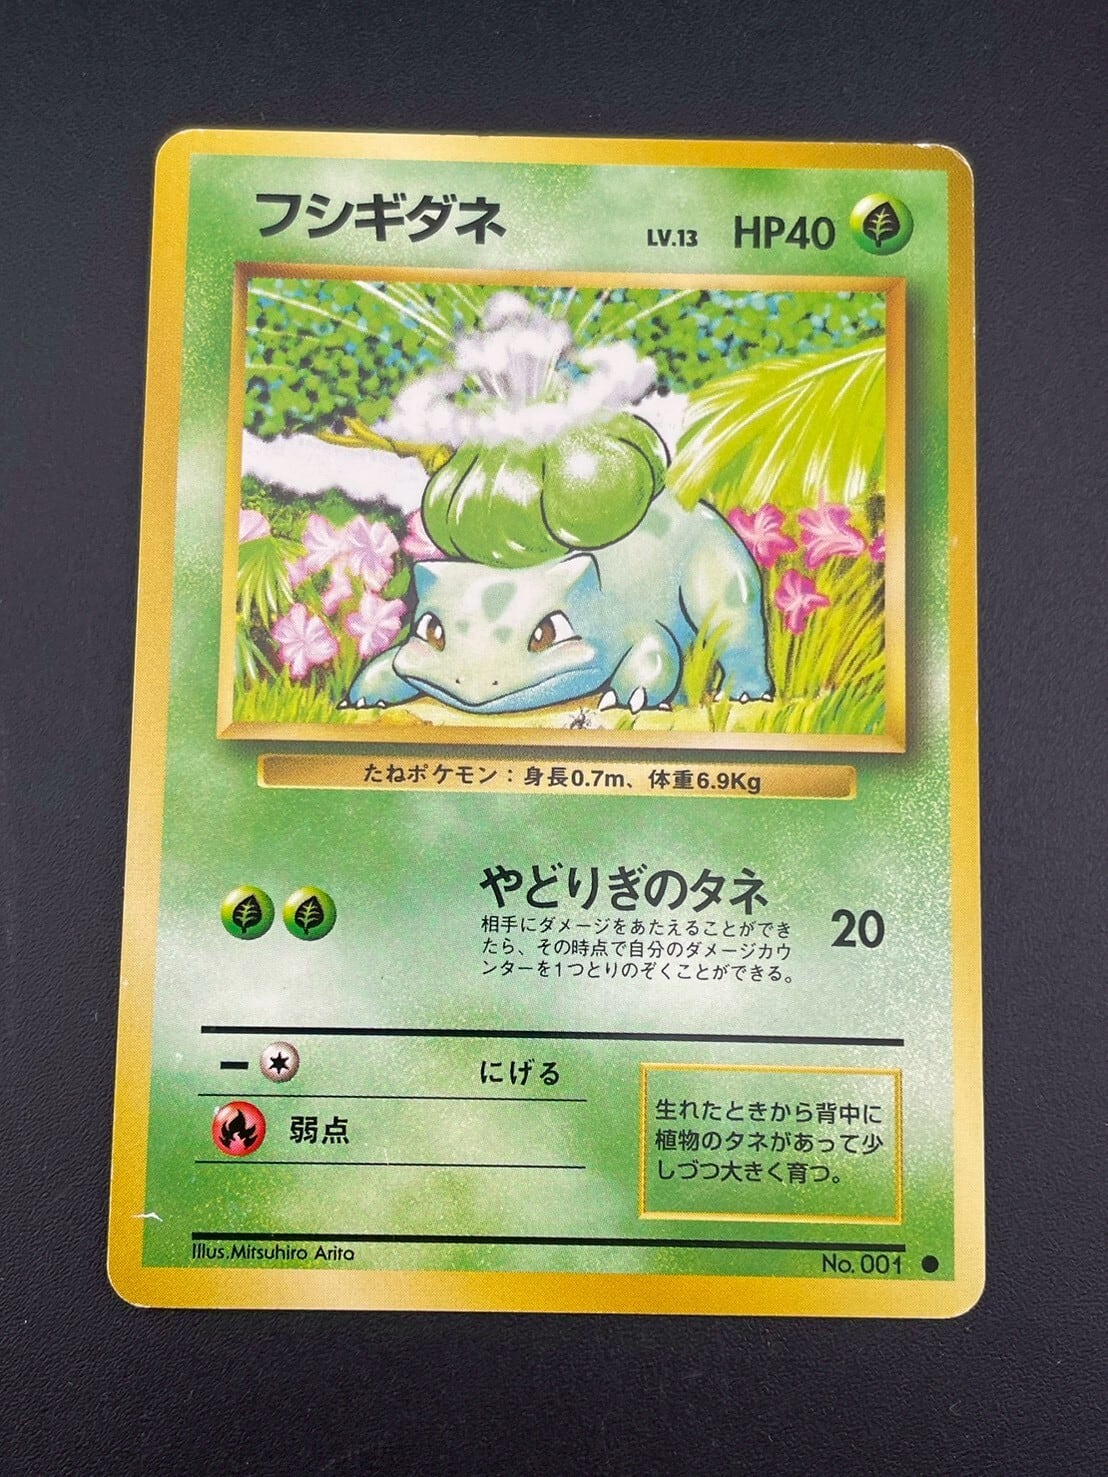 フシギダネ
LV.13 HP40
たねポケモン：身長0.7m、体重6.9Kg
やどりぎのタネ
相手にダメージをあたえることができ
たら、その時点で自分のダメージカウ
ンターを1つとりのぞくことができる。
20
にげる
弱点
生れたときから背中に
植物のタネがあって少
しづつ大きく育つ。
Illus.Mitsuhiro Arita
No. 001 ●